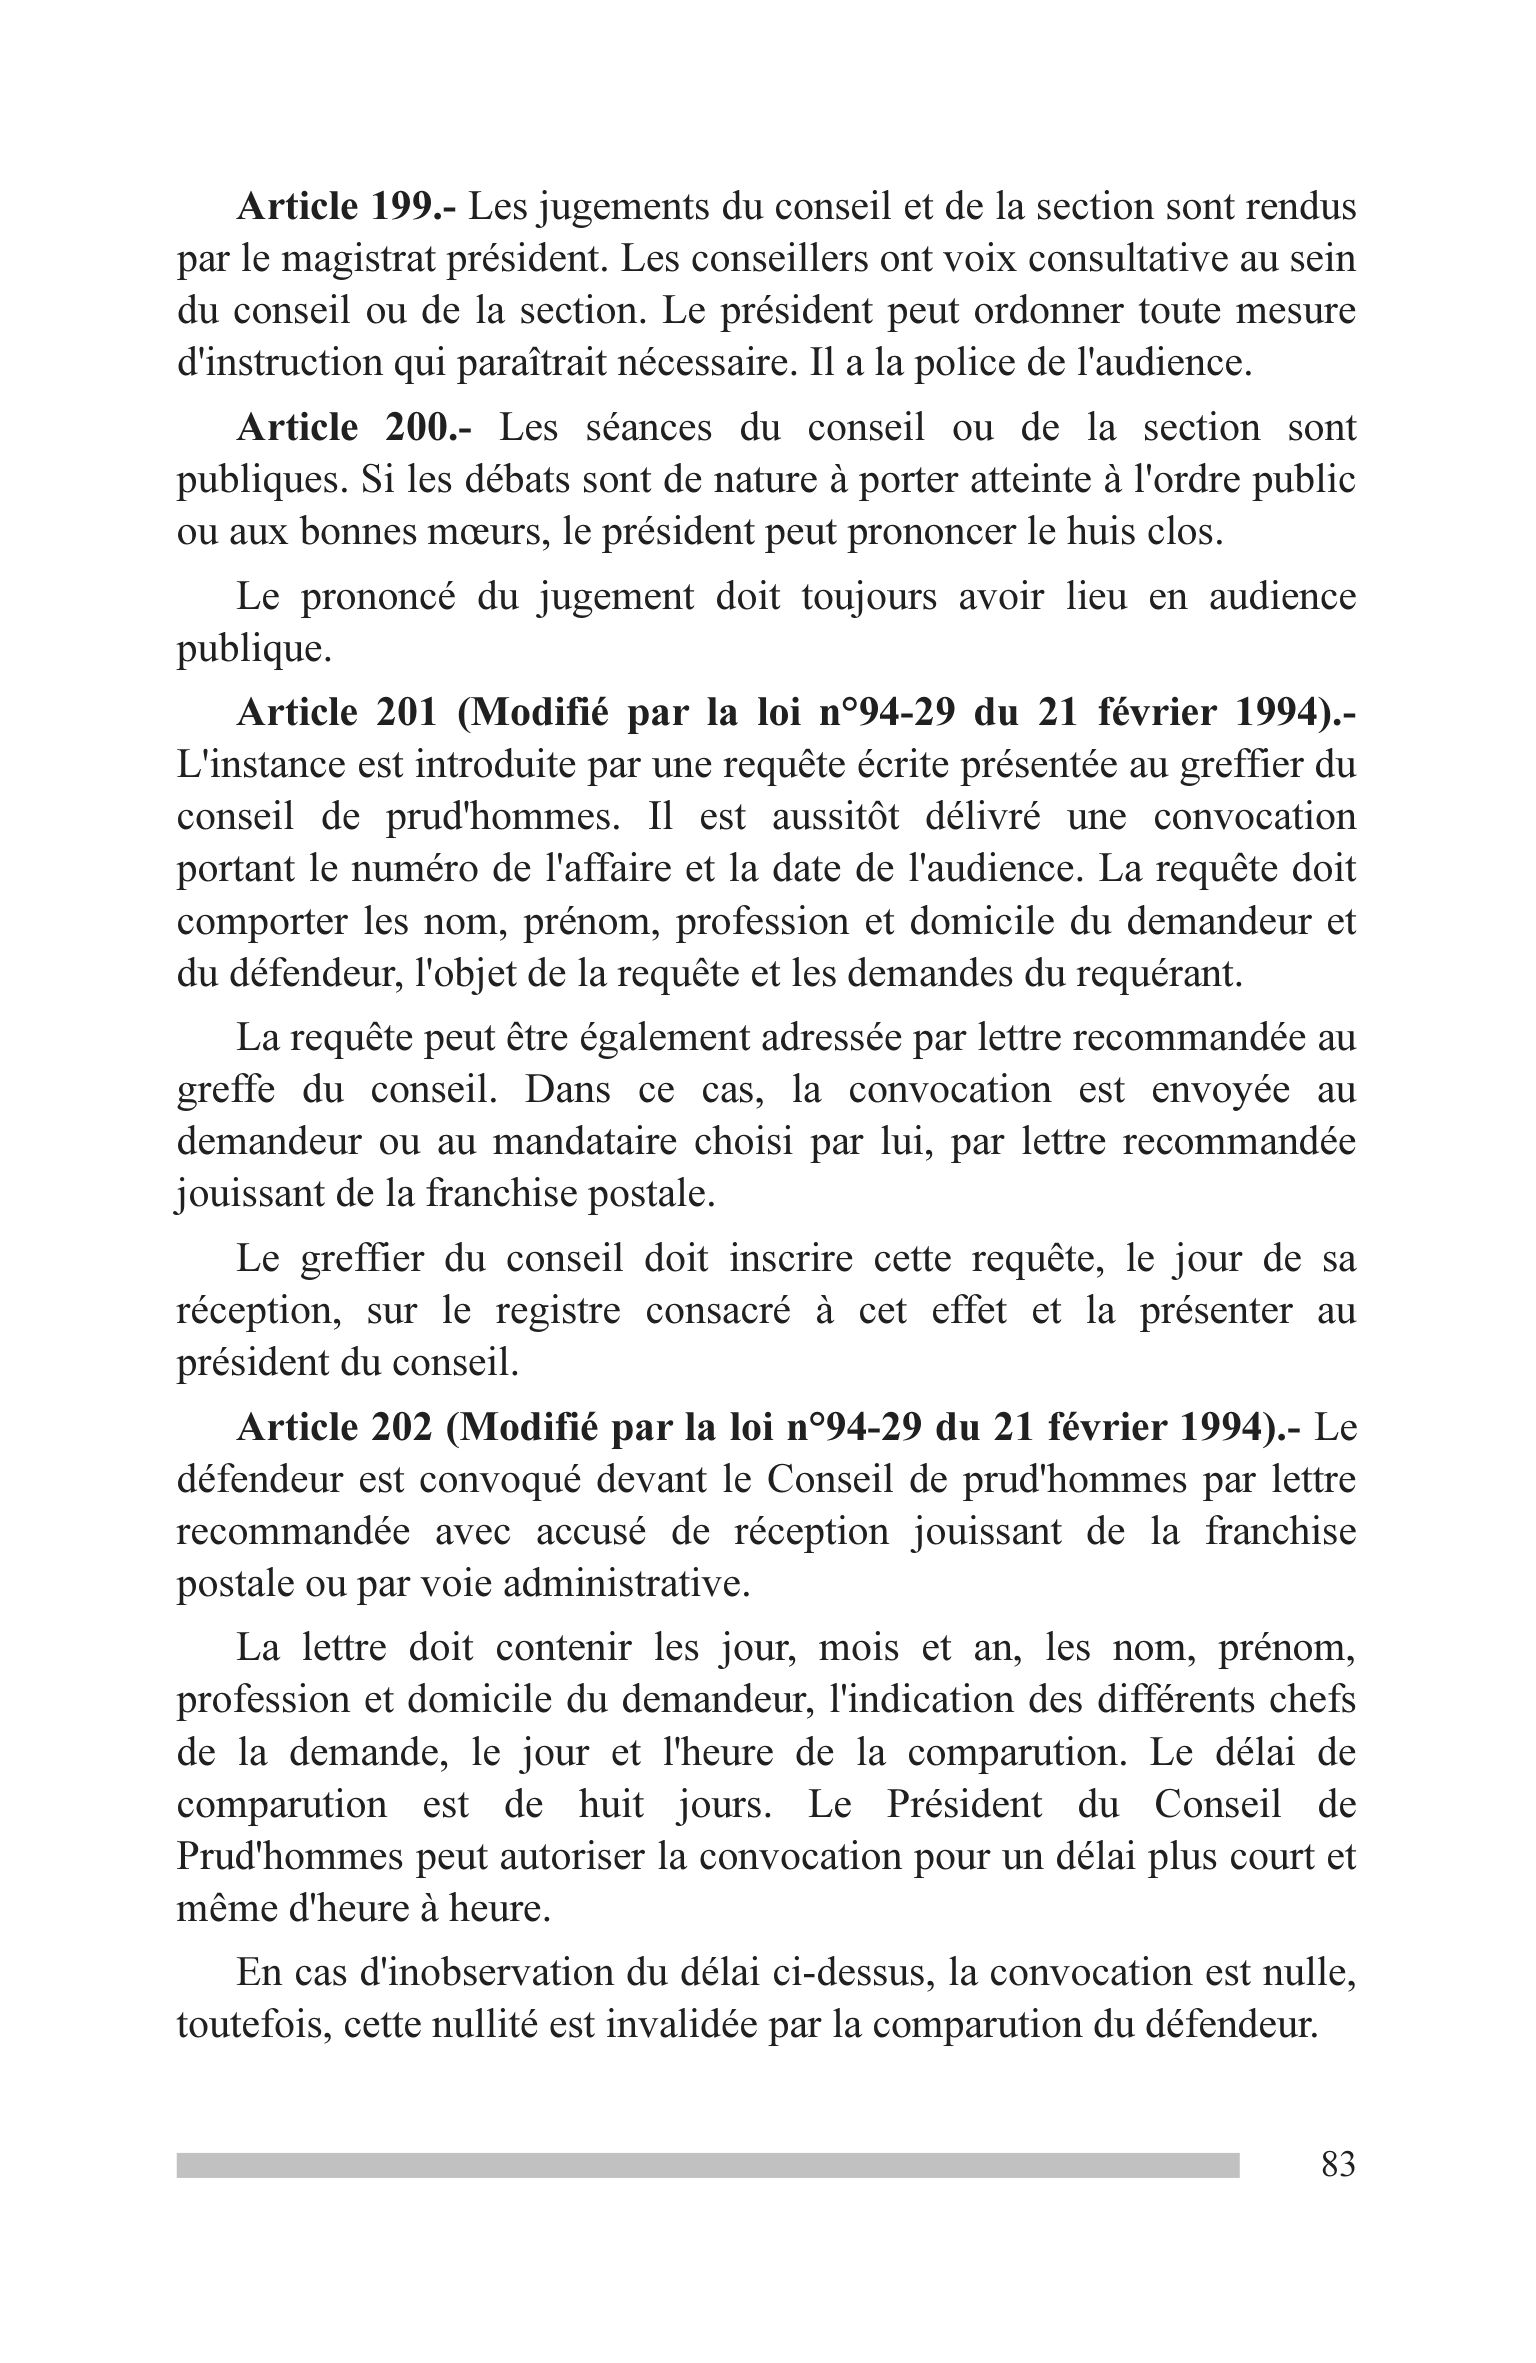 Article 199.- Les jugements du conseil et de la section sont rendus
par le magistrat président. Les conseillers ont voix consultative au sein
du conseil ou de la section. Le président peut ordonner toute mesure
d'instruction qui paraîtrait nécessaire. Il a la police de l'audience.
Article 200.- Les séances du conseil ou de la section sont
publiques. Si les débats sont de nature à porter atteinte à l'ordre public
ou aux bonnes mœurs, le président peut prononcer le huis clos.
Le prononcé du jugement doit toujours avoir lieu en audience
publique.
Article 201 (Modifié par la loi n°94-29 du 21 février 1994).-
L'instance est introduite par une requête écrite présentée au greffier du
conseil de prud'hommes. Il est aussitôt délivré une convocation
portant le numéro de l'affaire et la date de l'audience. La requête doit
comporter les nom, prénom, profession et domicile du demandeur et
du défendeur, l'objet de la requête et les demandes du requérant.
La requête peut être également adressée par lettre recommandée au
greffe du conseil. Dans ce cas, la convocation est envoyée au
demandeur ou au mandataire choisi par lui, par lettre recommandée
jouissant de la franchise postale.
Le greffier du conseil doit inscrire cette requête, le jour de sa
réception, sur le registre consacré à cet effet et la présenter au
président du conseil.
Article 202 (Modifié par la loi n°94-29 du 21 février 1994).- Le
défendeur est convoqué devant le Conseil de prud'hommes par lettre
recommandée avec accusé de réception jouissant de la franchise
postale ou par voie administrative.
La lettre doit contenir les jour, mois et an, les nom, prénom,
profession et domicile du demandeur, l'indication des différents chefs
de la demande, le jour et l'heure de la comparution. Le délai de
comparution est de huit jours. Le Président du Conseil de
Prud'hommes peut autoriser la convocation pour un délai plus court et
même d'heure à heure.
En cas d'inobservation du délai ci-dessus, la convocation est nulle,
toutefois, cette nullité est invalidée par la comparution du défendeur.
83